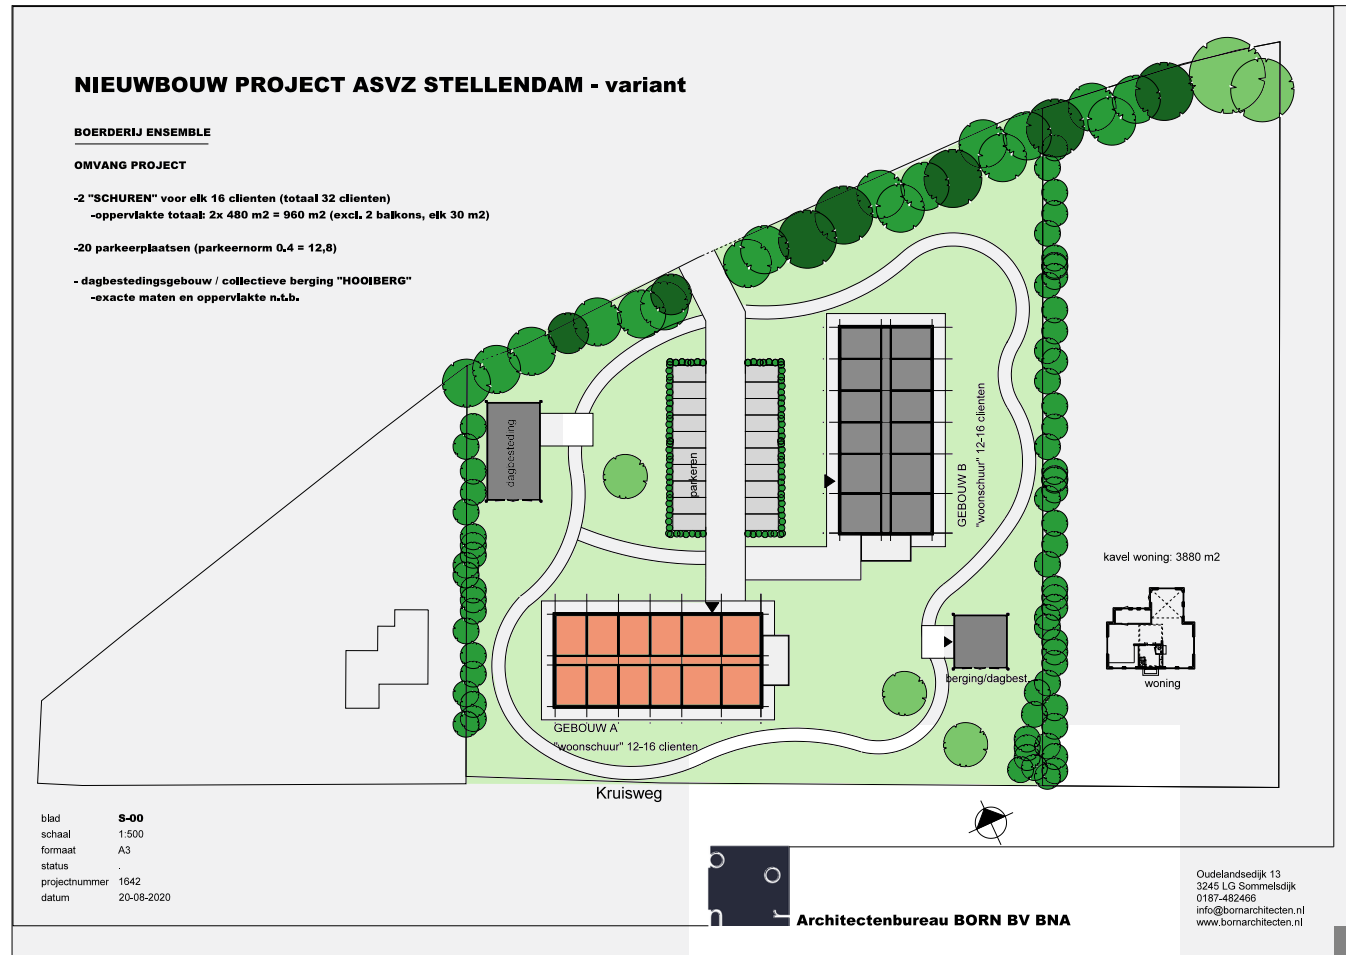 NIEUWBOUW PROJECT ASVZ STELLENDAM - variant
BOERDERIJ ENSEMBLE
OMVANG PROJECT
-2 "SCHUREN" voor elk 16 clienten (totaal 32 clienten)
-oppervlakte totaal: 2x 480 m2 = 960 m2 (excl. 2 balkons, elk 30 m2)
-20 parkeerplaatsen (parkeernorm 0.4 = 12,8)
- dagbestedingsgebouw / collectieve berging "HOOIBERG"
-exacte maten en oppervlakte n.t.b.
dagbesteding
parkeren
GEBOUW B
"woonschuur" 12-16 clienten
kavel woning: 3880 m2
woning
berging/dagbest.
GEBOUW A
"woonschuur" 12-16 clienten
Kruisweg
blad S-00
schaal 1:500
formaat A3
status .
projectnummer 1642
datum 20-08-2020
o
o
n r
Architectenbureau BORN BV BNA
Oudelandsedijk 13
3245 LG Sommelsdijk
0187-482466
info@bornarchitecten.nl
www.bornarchitecten.nl